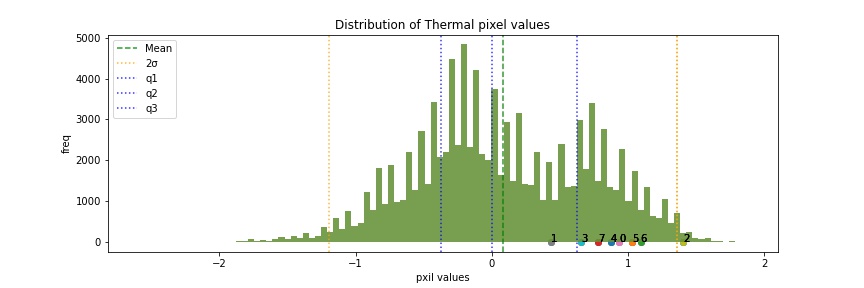 Distribution of Thermal pixel values
Mean
2σ
q1
q2
q3
5000
4000
3000
2000
1000
0
freq
1 3 7 4 0 5 6 2
−2 −1 0 1 2
pxil values